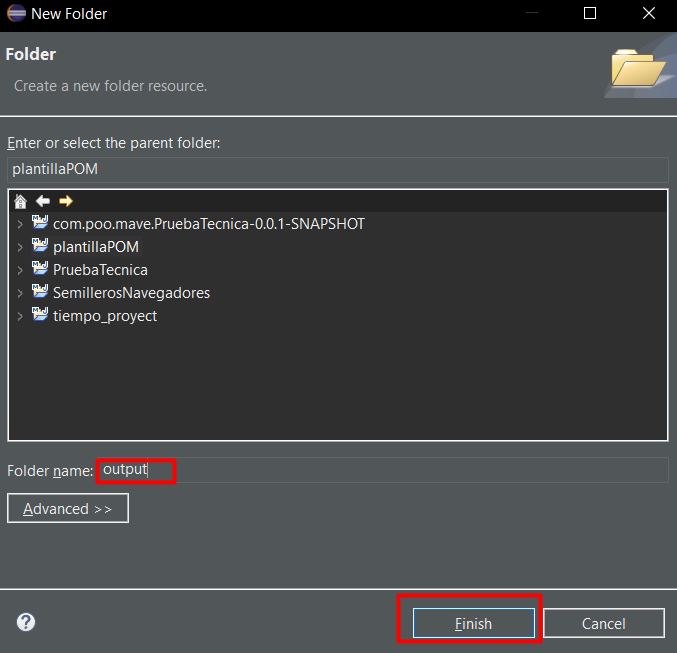 New Folder
Folder
Create a new folder resource.
Enter or select the parent folder:
plantillaPOM
com.poo.mave.PruebaTecnica-0.0.1-SNAPSHOT
plantillaPOM
PruebaTecnica
SemillerosNavegadores
tiempo_proyect
Folder name: output
Advanced >>
? Finish Cancel